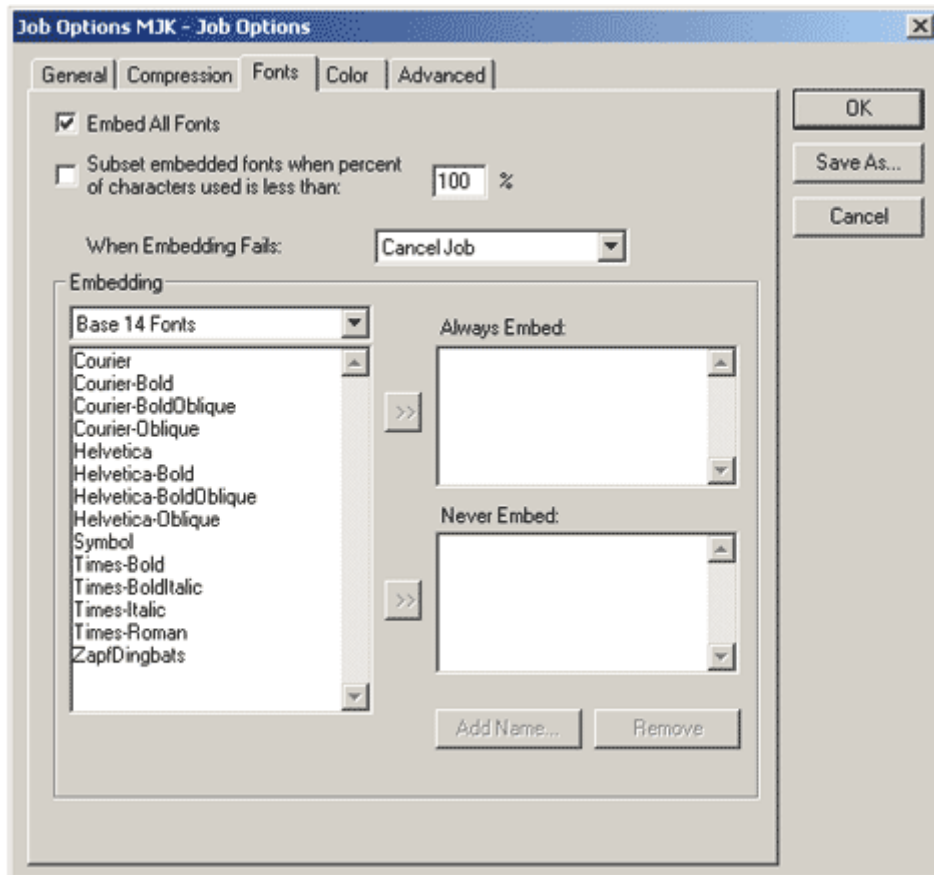 Job Options MJK - Job Options
General Compression Fonts Color Advanced
Embed All Fonts
OK
Subset embedded fonts when percent
of characters used is less than:
100 %
Save As...
Cancel
When Embedding Fails:
Cancel Job
Embedding
Base 14 Fonts
Courier
Courier-Bold
Courier-BoldOblique
Courier-Oblique
Helvetica
Helvetica-Bold
Helvetica-BoldOblique
Helvetica-Oblique
Symbol
Times-Bold
Times-BoldItalic
Times-Italic
Times-Roman
ZapfDingbats
>>
>>
Always Embed:
Never Embed:
Add Name...
Remove